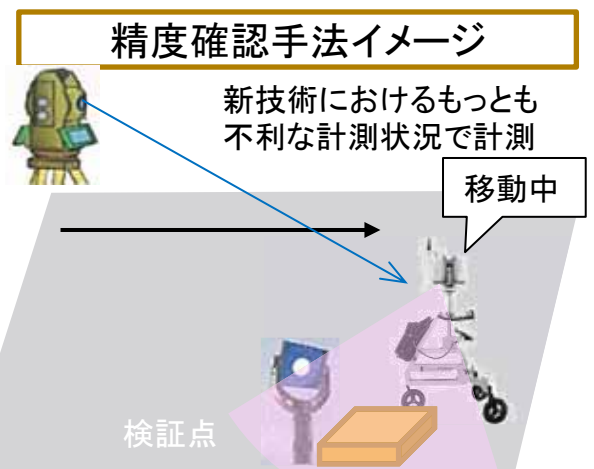 精度確認手法イメージ
新技術におけるもっとも
不利な計測状況で計測
移動中
検証点